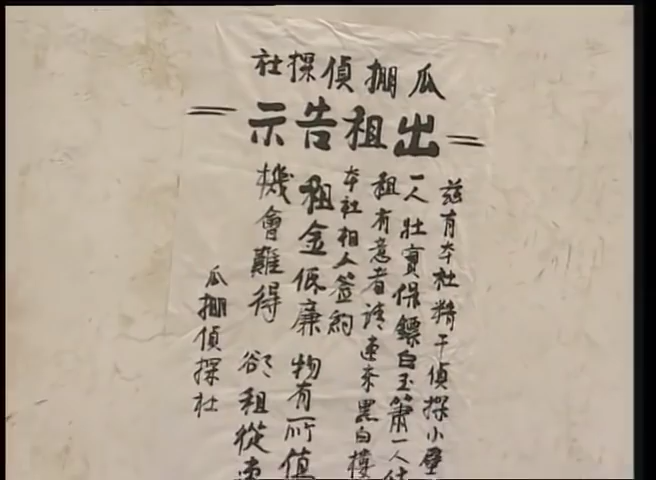 瓜棚偵探社
出租告示
茲有本社精干偵探小璧
一人壯實保鏢白玉簫一人
租有意者請速來黑白樓
本社相人簽約
租金低廉 物有所值
機會難得 欲租從速
瓜棚偵探社